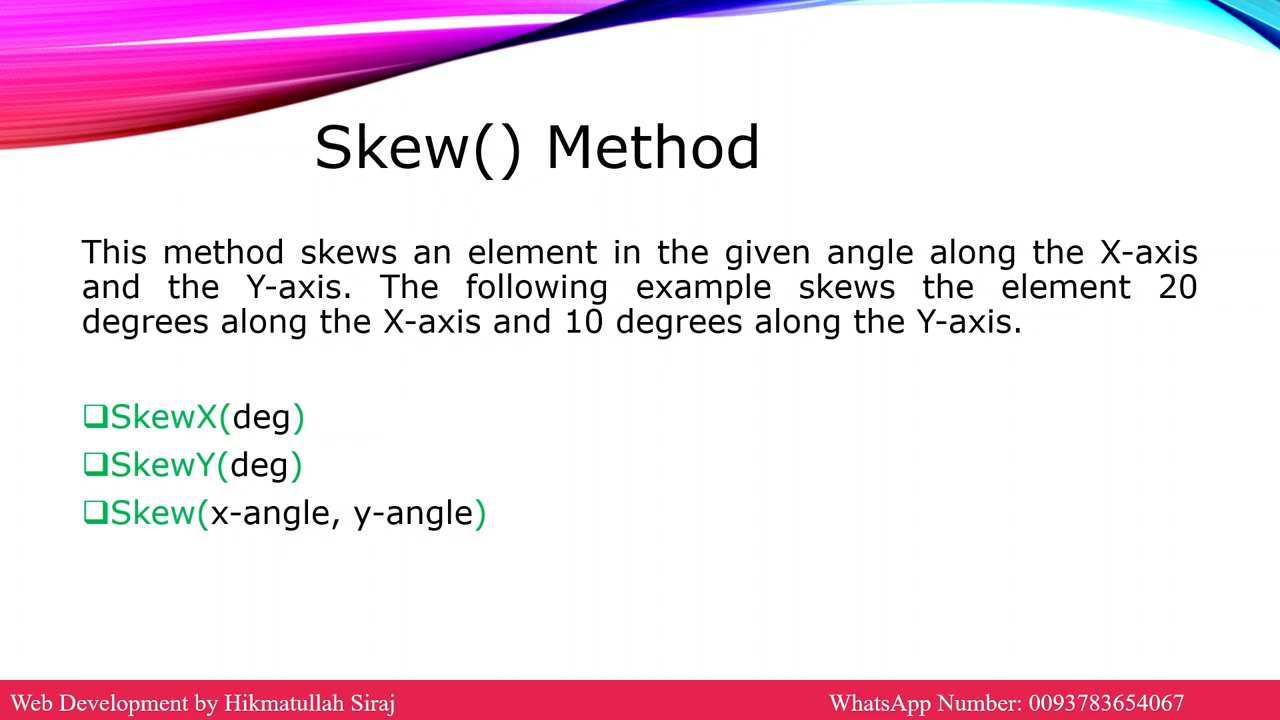 Skew() Method
This method skews an element in the given angle along the X-axis
and the Y-axis. The following example skews the element 20
degrees along the X-axis and 10 degrees along the Y-axis.
❑SkewX(deg)
❑SkewY(deg)
❑Skew(x-angle, y-angle)
Web Development by Hikmatullah Siraj
WhatsApp Number: 0093783654067